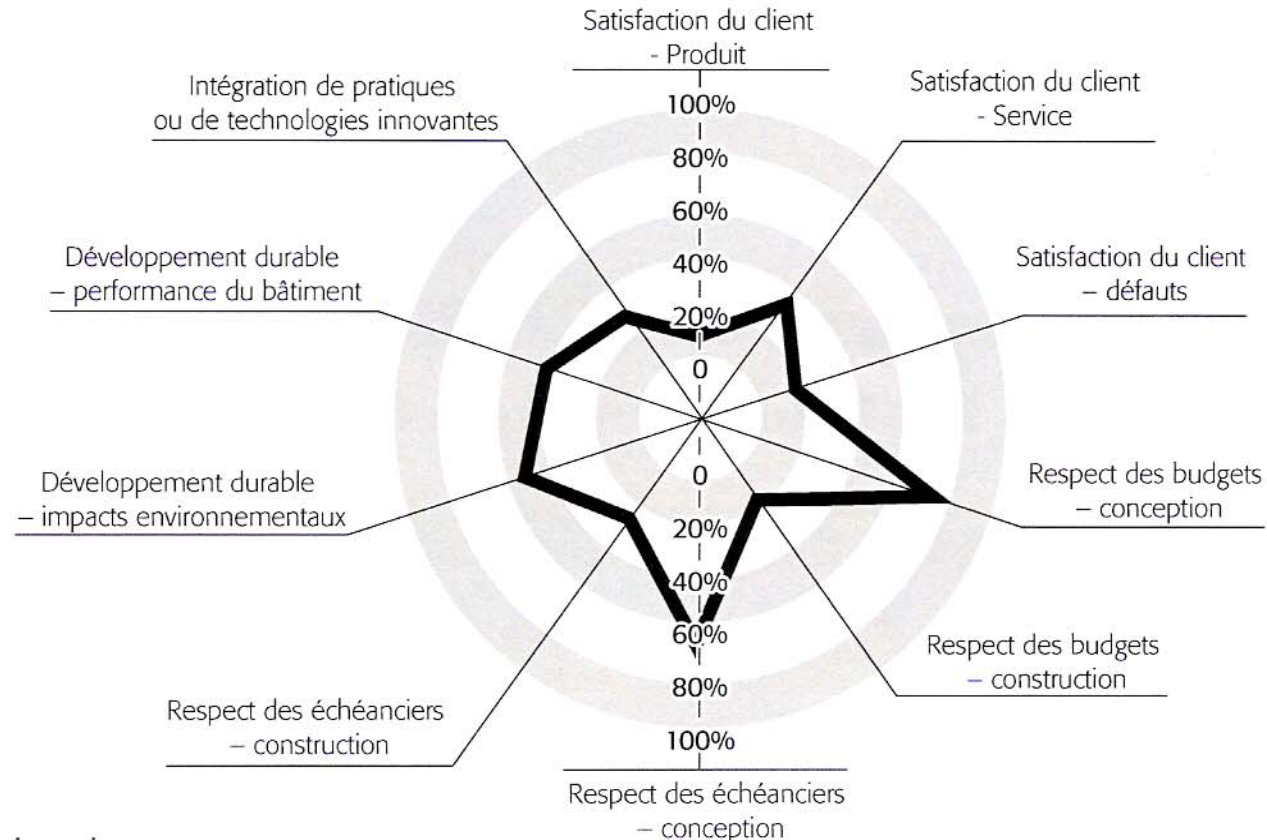 Satisfaction du client
- Produit
Intégration de pratiques
ou de technologies innovantes
Satisfaction du client
- Service
100%
80%
60%
40%
20%
0
Développement durable
– performance du bâtiment
Satisfaction du client
– défauts
Développement durable
– impacts environnementaux
Respect des budgets
– conception
0
20%
40%
60%
80%
100%
Respect des budgets
– construction
Respect des échéanciers
– construction
Respect des échéanciers
– conception